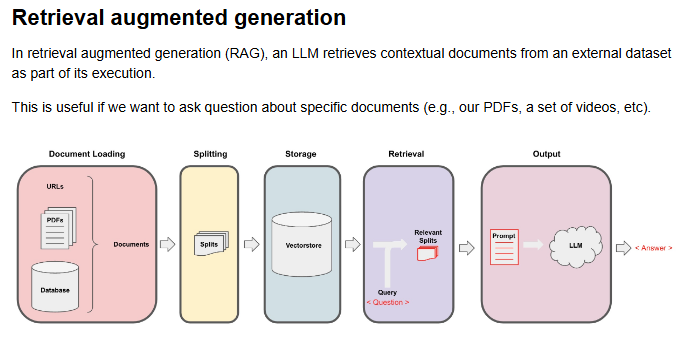 Retrieval augmented generation
In retrieval augmented generation (RAG), an LLM retrieves contextual documents from an external dataset
as part of its execution.
This is useful if we want to ask question about specific documents (e.g., our PDFs, a set of videos, etc).
Document Loading
Splitting
Storage
Retrieval
Output
URLs
PDFs
Documents
Database
Splits
Vectorstore
Relevant
Splits
Query
< Question >
Prompt
LLM
< Answer >